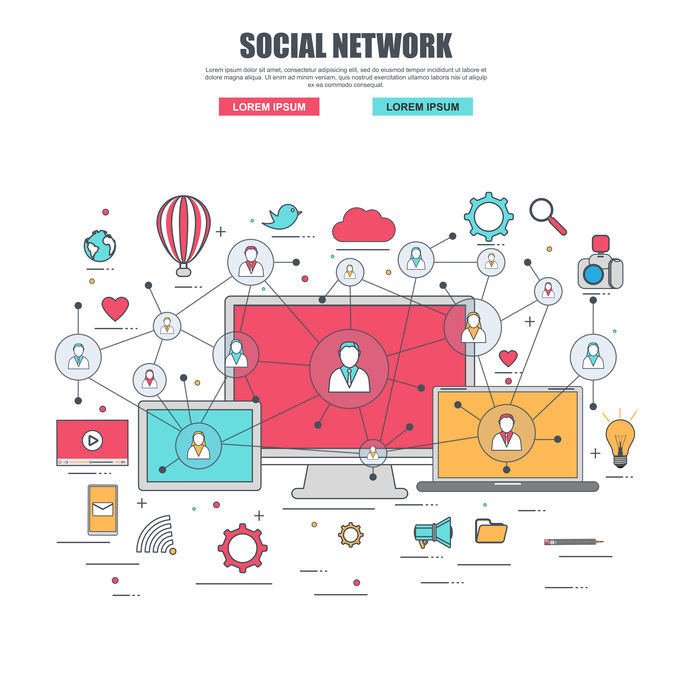 SOCIAL NETWORK
Lorem ipsum dolor sit amet, consectetur adipiscing elit, sed do eiusmod tempor incididunt ut labore et dolore
magna aliqua. Ut enim ad minim veniam, quis nostrud exercitation ullamco laboris nisi ut aliquip
ex ea commodo consequat.
LOREM IPSUM
LOREM IPSUM